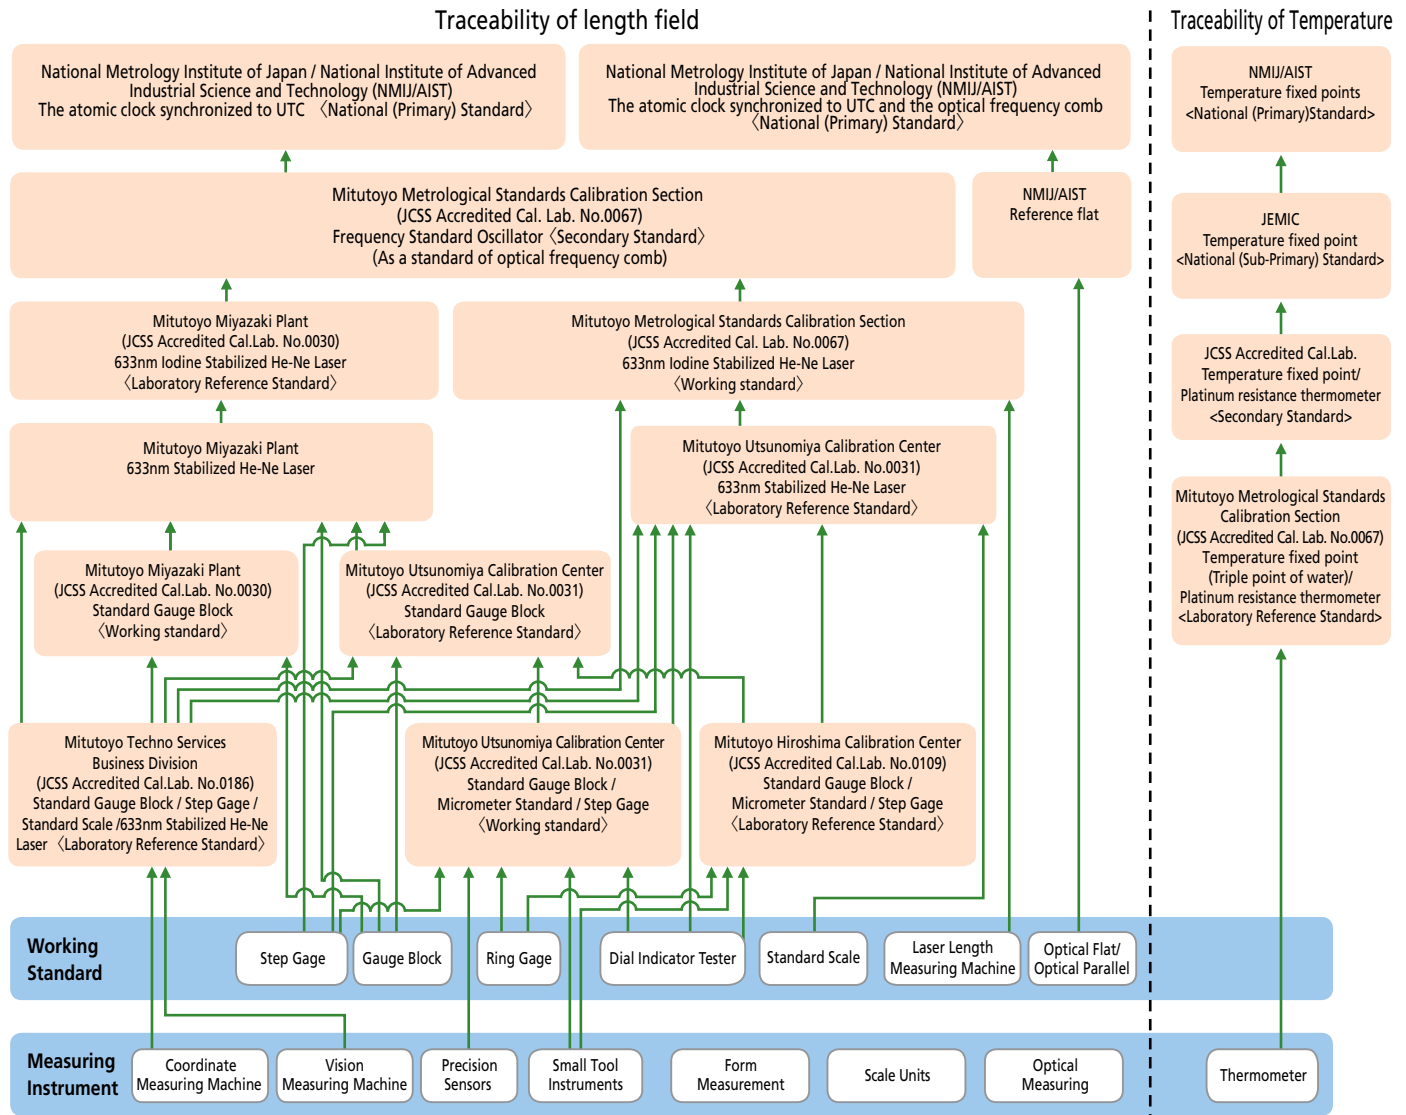 Traceability of length field
Traceability of Temperature
National Metrology Institute of Japan / National Institute of Advanced
Industrial Science and Technology (NMIJ/AIST)
The atomic clock synchronized to UTC 〈National (Primary) Standard〉
National Metrology Institute of Japan / National Institute of Advanced
Industrial Science and Technology (NMIJ/AIST)
The atomic clock synchronized to UTC and the optical frequency comb
〈National (Primary) Standard〉
NMIJ/AIST
Temperature fixed points
<National (Primary)Standard>
Mitutoyo Metrological Standards Calibration Section
(JCSS Accredited Cal. Lab. No.0067)
Frequency Standard Oscillator 〈Secondary Standard〉
(As a standard of optical frequency comb)
NMIJ/AIST
Reference flat
JEMIC
Temperature fixed point
<National (Sub-Primary) Standard>
Mitutoyo Miyazaki Plant
(JCSS Accredited Cal.Lab. No.0030)
633nm Iodine Stabilized He-Ne Laser
〈Laboratory Reference Standard〉
Mitutoyo Metrological Standards Calibration Section
(JCSS Accredited Cal. Lab. No.0067)
633nm Iodine Stabilized He-Ne Laser
〈Working standard〉
JCSS Accredited Cal.Lab.
Temperature fixed point/
Platinum resistance thermometer
<Secondary Standard>
Mitutoyo Miyazaki Plant
633nm Stabilized He-Ne Laser
Mitutoyo Utsunomiya Calibration Center
(JCSS Accredited Cal.Lab. No.0031)
633nm Stabilized He-Ne Laser
〈Laboratory Reference Standard〉
Mitutoyo Metrological Standards
Calibration Section
(JCSS Accredited Cal. Lab. No.0067)
Temperature fixed point
(Triple point of water)/
Platinum resistance thermometer
<Laboratory Reference Standard>
Mitutoyo Miyazaki Plant
(JCSS Accredited Cal.Lab. No.0030)
Standard Gauge Block
〈Working standard〉
Mitutoyo Utsunomiya Calibration Center
(JCSS Accredited Cal.Lab. No.0031)
Standard Gauge Block
〈Laboratory Reference Standard〉
Mitutoyo Techno Services
Business Division
(JCSS Accredited Cal.Lab. No.0186)
Standard Gauge Block / Step Gage /
Standard Scale /633nm Stabilized He-Ne
Laser 〈Laboratory Reference Standard〉
Mitutoyo Utsunomiya Calibration Center
(JCSS Accredited Cal.Lab. No.0031)
Standard Gauge Block /
Micrometer Standard / Step Gage
〈Working standard〉
Mitutoyo Hiroshima Calibration Center
(JCSS Accredited Cal.Lab. No.0109)
Standard Gauge Block /
Micrometer Standard / Step Gage
〈Laboratory Reference Standard〉
Working
Standard
Step Gage
Gauge Block
Ring Gage
Dial Indicator Tester
Standard Scale
Laser Length
Measuring Machine
Optical Flat/
Optical Parallel
Measuring
Instrument
Coordinate
Measuring Machine
Vision
Measuring Machine
Precision
Sensors
Small Tool
Instruments
Form
Measurement
Scale Units
Optical
Measuring
Thermometer